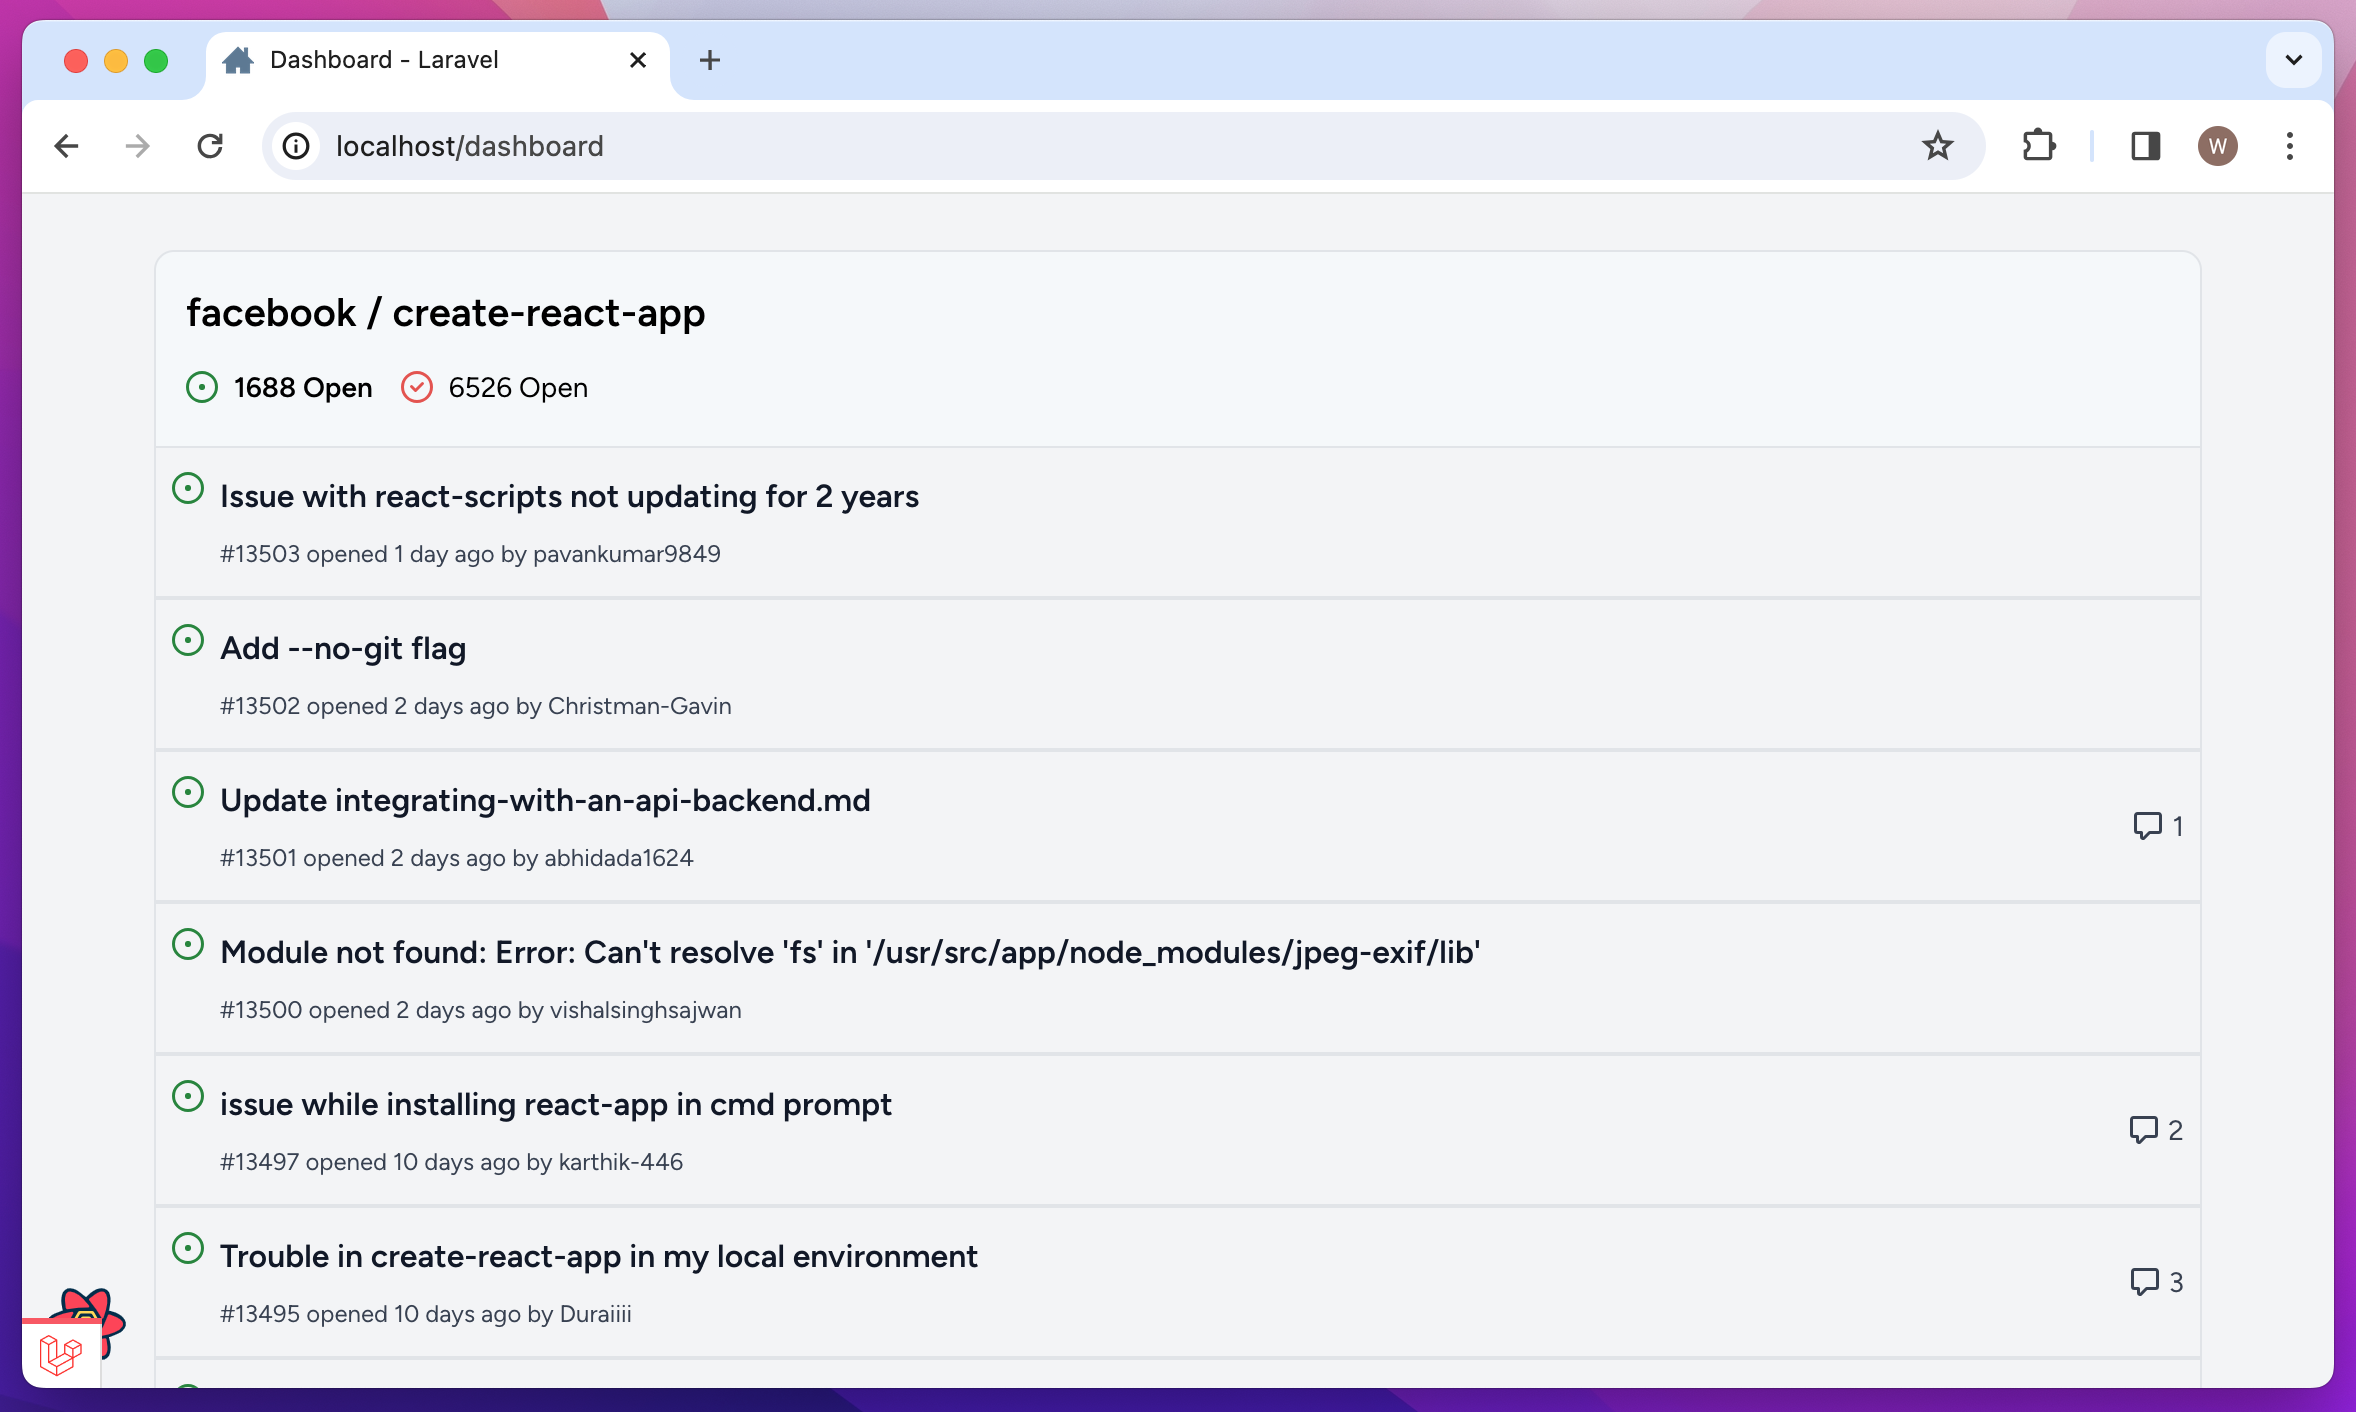 Dashboard - Laravel
localhost/dashboard
W
facebook / create-react-app
1688 Open 6526 Open
Issue with react-scripts not updating for 2 years
#13503 opened 1 day ago by pavankumar9849
Add --no-git flag
#13502 opened 2 days ago by Christman-Gavin
Update integrating-with-an-api-backend.md
1
#13501 opened 2 days ago by abhidada1624
Module not found: Error: Can't resolve 'fs' in '/usr/src/app/node_modules/jpeg-exif/lib'
#13500 opened 2 days ago by vishalsinghsajwan
issue while installing react-app in cmd prompt
2
#13497 opened 10 days ago by karthik-446
Trouble in create-react-app in my local environment
3
#13495 opened 10 days ago by Duraiiii